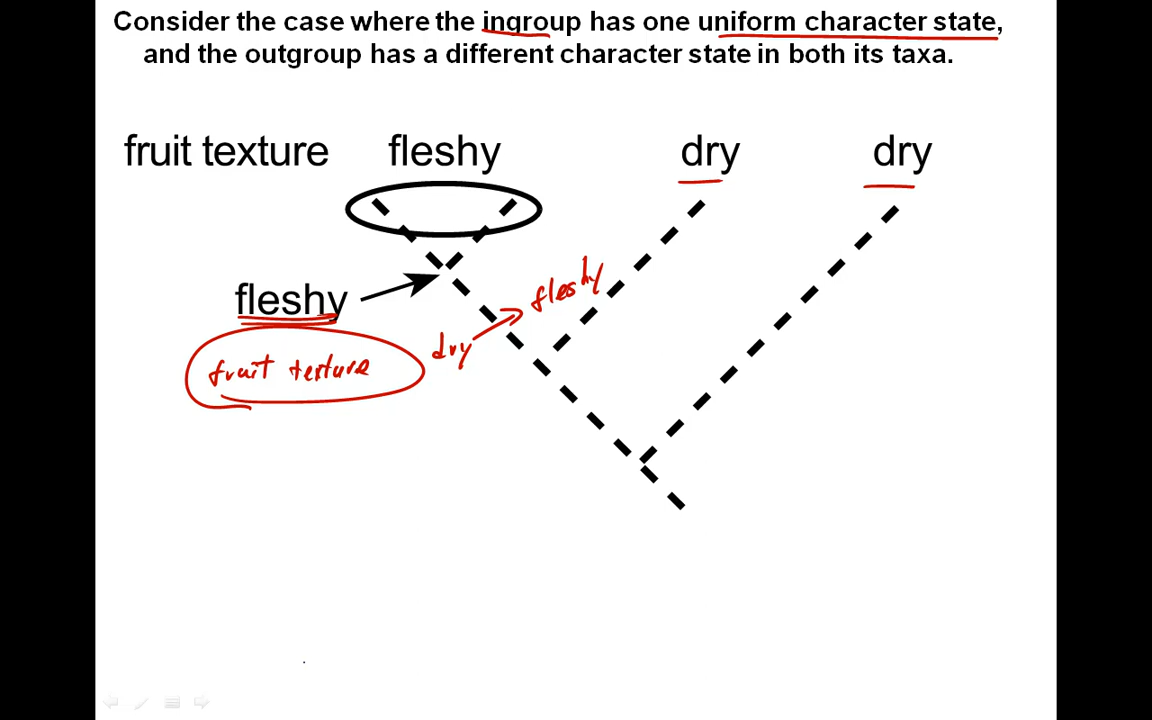 Consider the case where the ingroup has one uniform character state,
and the outgroup has a different character state in both its taxa.
fruit texture fleshy dry dry
fleshy
fleshy
dry
fruit texture